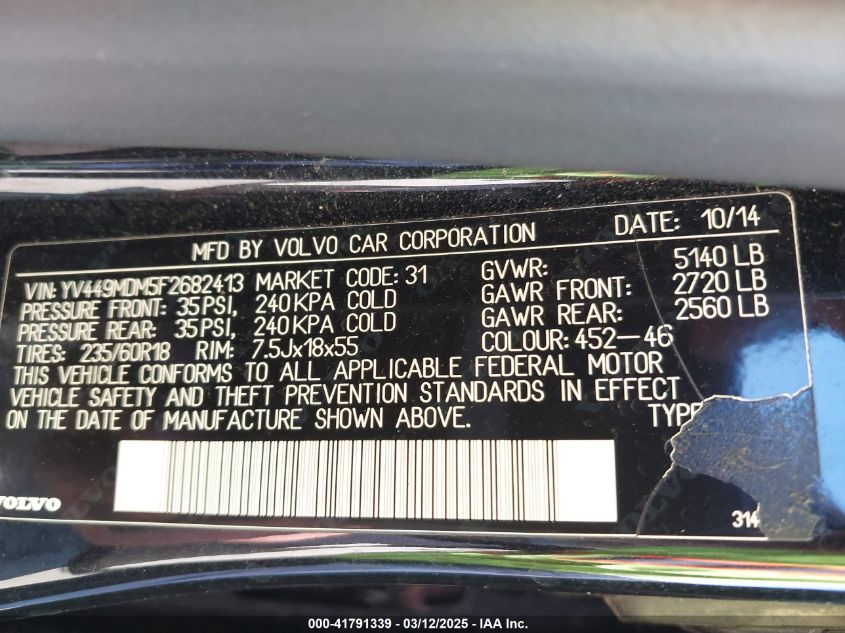 MFD BY VOLVO CAR CORPORATION DATE: 10/14
VIN: YV449MDM5F2682413 MARKET CODE: 31 GVWR: 5140 LB
PRESSURE FRONT: 35PSI, 240KPA COLD GAWR FRONT: 2720 LB
PRESSURE REAR: 35PSI, 240KPA COLD GAWR REAR: 2560 LB
TIRES: 235/60R18 RIM: 7.5Jx18x55 COLOUR: 452-46
THIS VEHICLE CONFORMS TO ALL APPLICABLE FEDERAL MOTOR
VEHICLE SAFETY AND THEFT PREVENTION STANDARDS IN EFFECT
ON THE DATE OF MANUFACTURE SHOWN ABOVE. TYPE
VOLVO 314
000-41791339 - 03/12/2025 - IAA Inc.